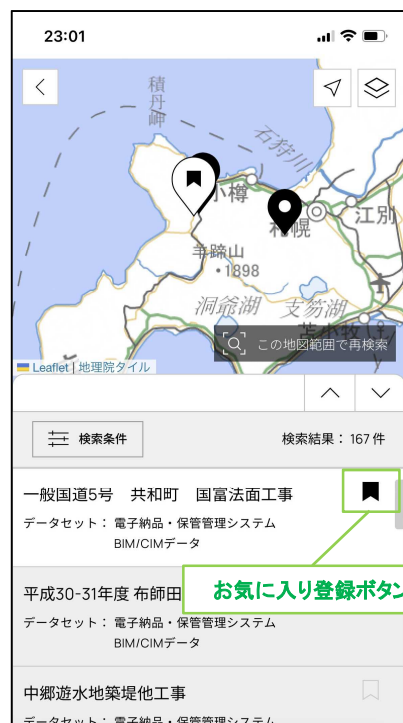 23:01
積丹岬
石狩川
小樽
札幌
江別
羊蹄山
・1898
洞爺湖
支笏湖
苫小牧
この地図範囲で再検索
Leaflet | 地理院タイル
検索条件
検索結果： 167 件
一般国道5号　共和町　国富法面工事
データセット： 電子納品・保管管理システム
BIM/CIMデータ
お気に入り登録ボタン
平成30-31年度 布師田
データセット： 電子納品・保管管理システム
BIM/CIMデータ
中郷遊水地築堤他工事
データセット： 電子納品・保管管理システム